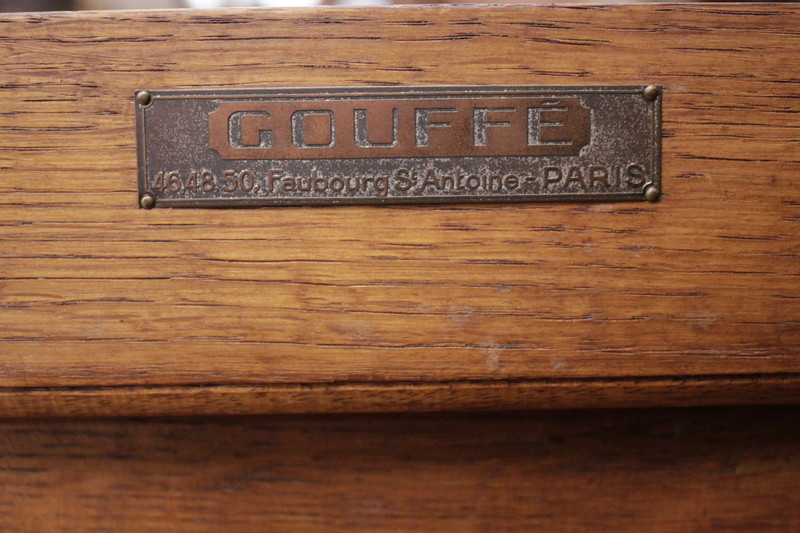 GOUFFÉ
46.48.50. Faubourg St Antoine - PARIS